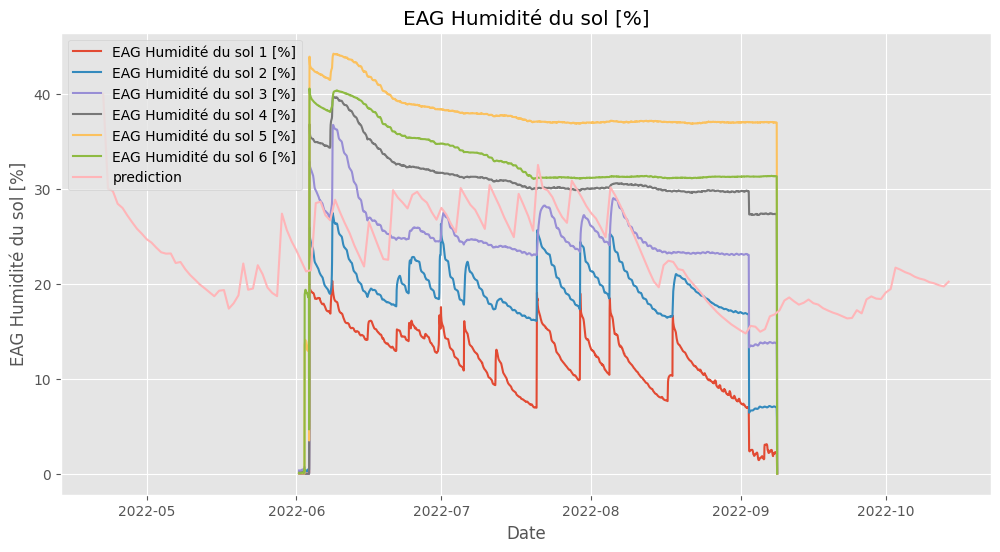 EAG Humidité du sol [%]
EAG Humidité du sol 1 [%]
EAG Humidité du sol 2 [%]
EAG Humidité du sol 3 [%]
EAG Humidité du sol 4 [%]
EAG Humidité du sol 5 [%]
EAG Humidité du sol 6 [%]
prediction
EAG Humidité du sol [%]
40
30
20
10
0
2022-05
2022-06
2022-07
2022-08
2022-09
2022-10
Date